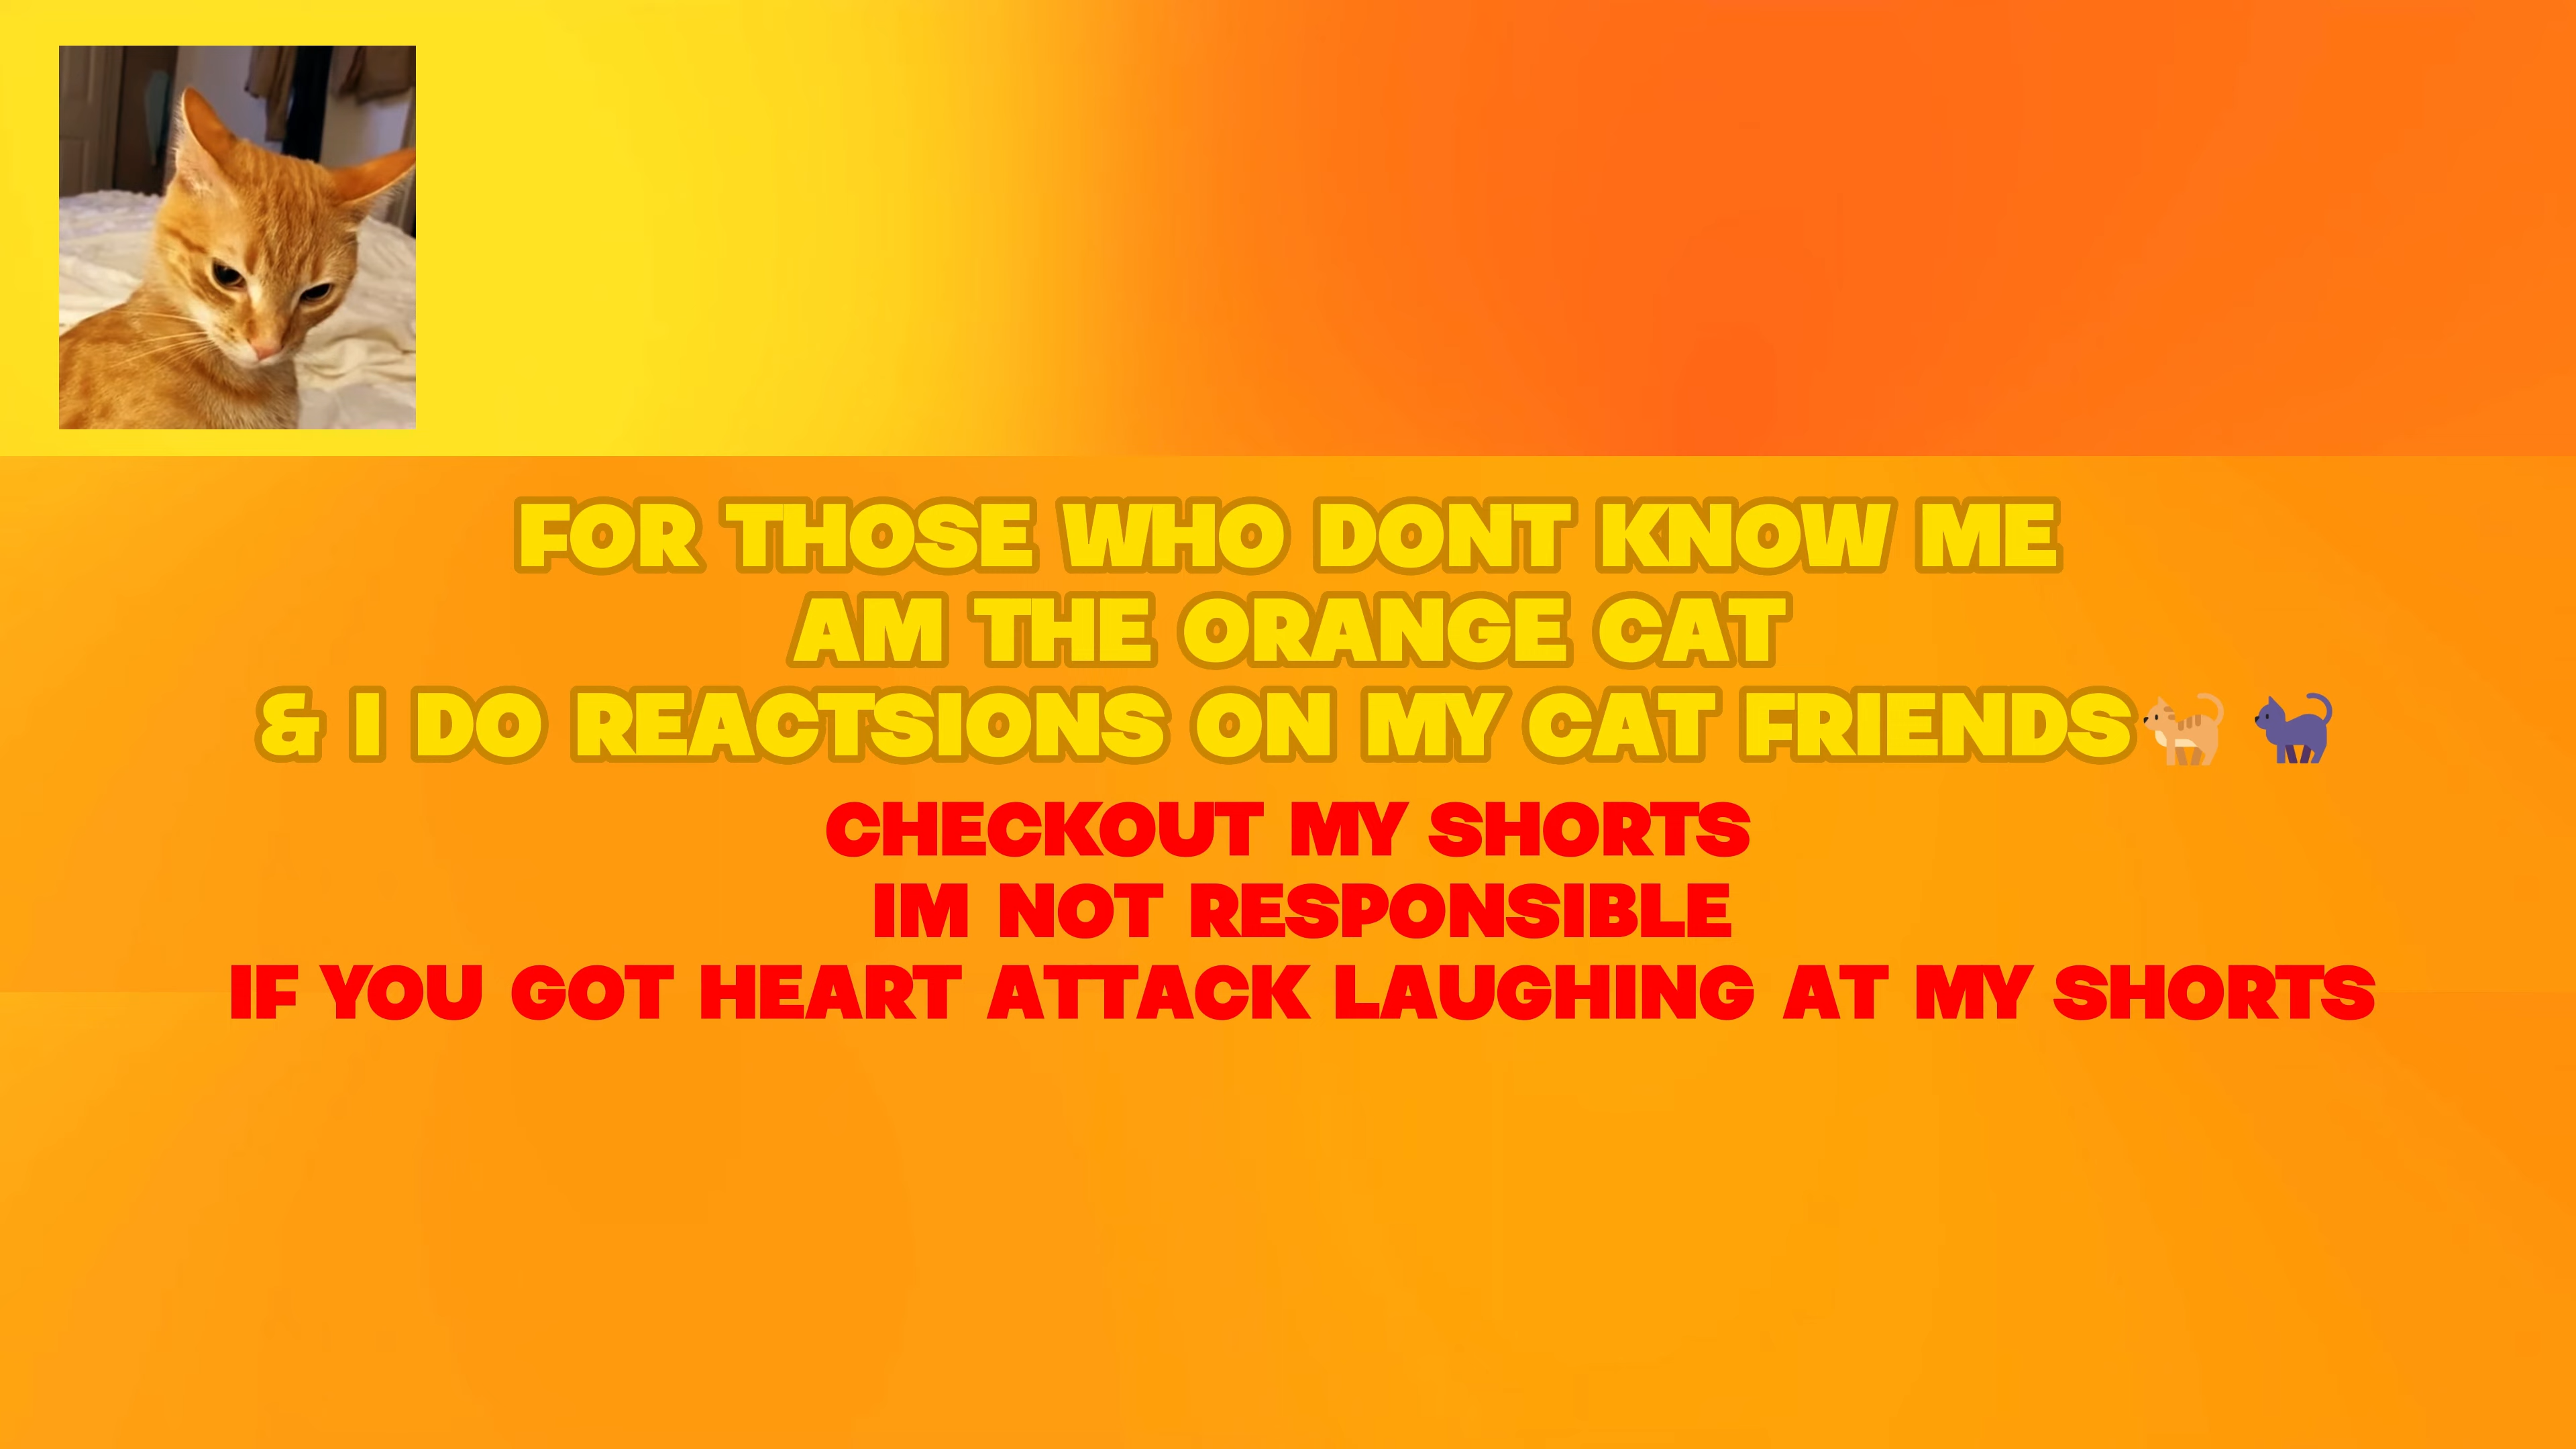 FOR THOSE WHO DONT KNOW ME
AM THE ORANGE CAT
& I DO REACTSIONS ON MY CAT FRIENDS🐈 🐈‍⬛
CHECKOUT MY SHORTS
IM NOT RESPONSIBLE
IF YOU GOT HEART ATTACK LAUGHING AT MY SHORTS